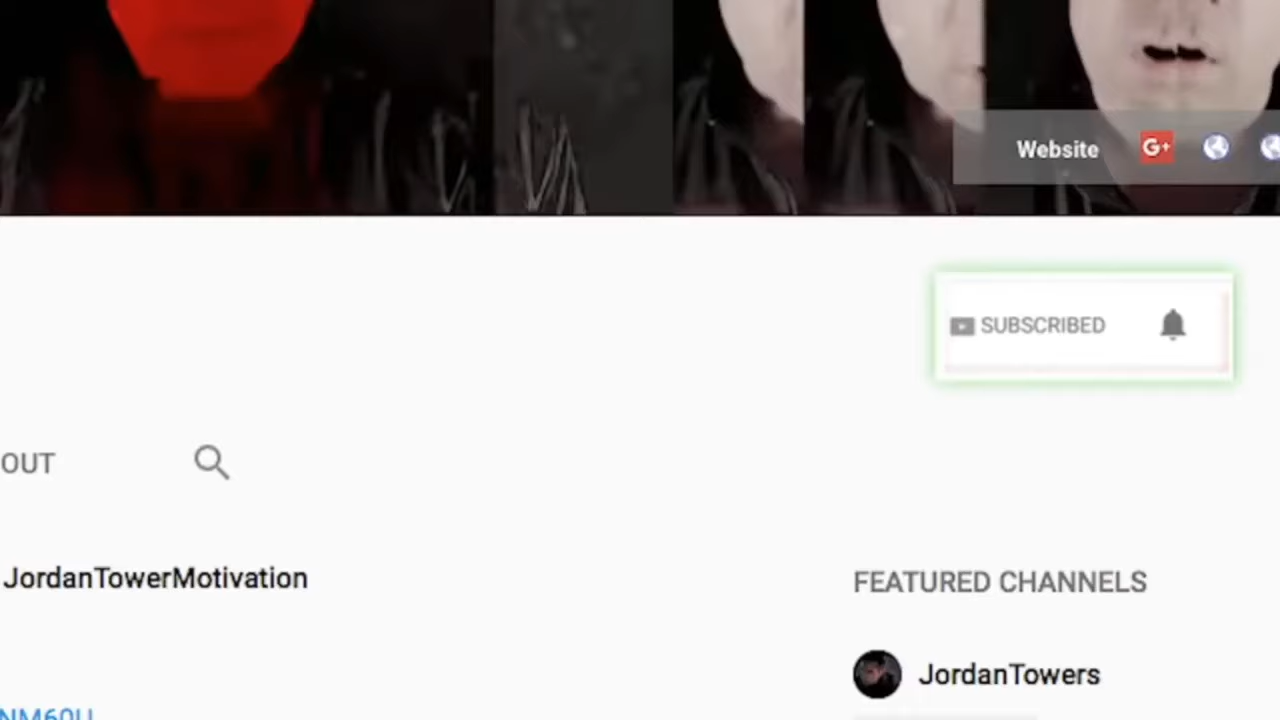 Website G+
SUBSCRIBED
OUT
JordanTowerMotivation
FEATURED CHANNELS
JordanTowers